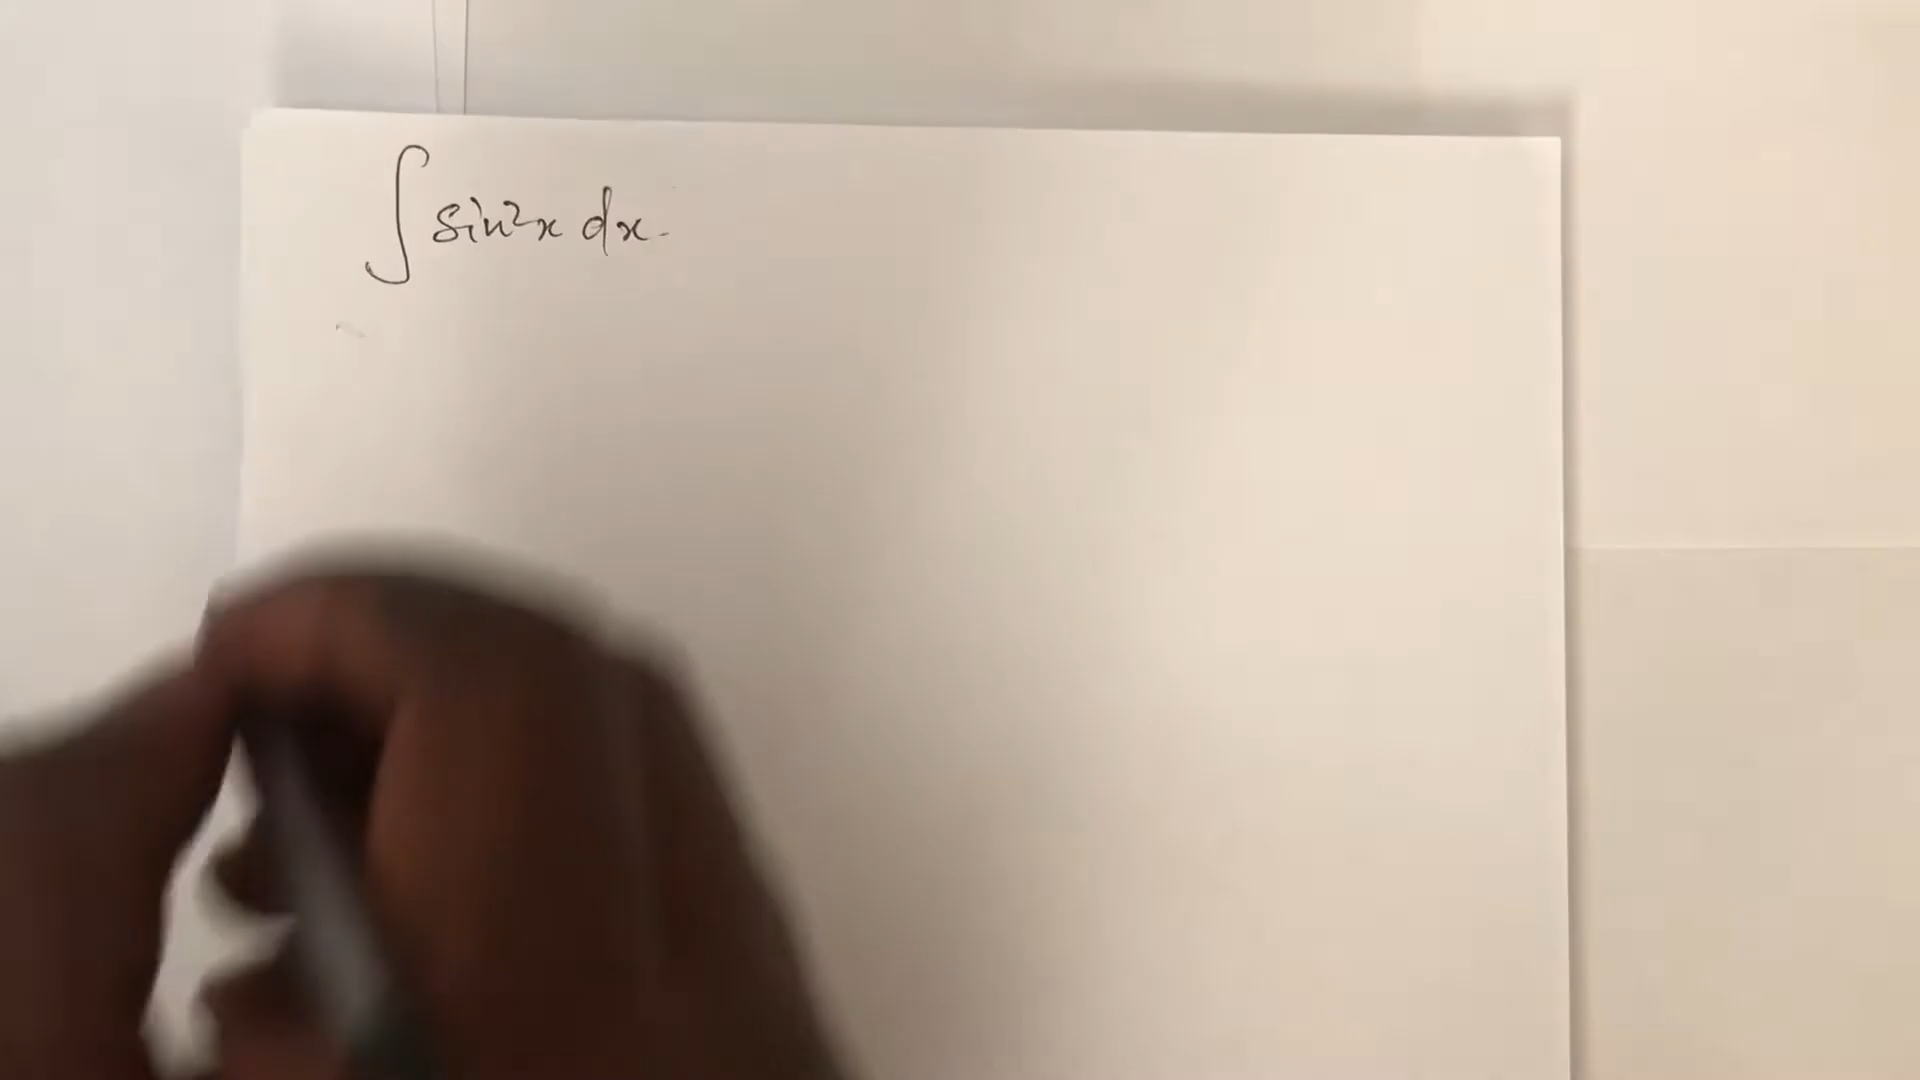 ∫ sin²x dx.